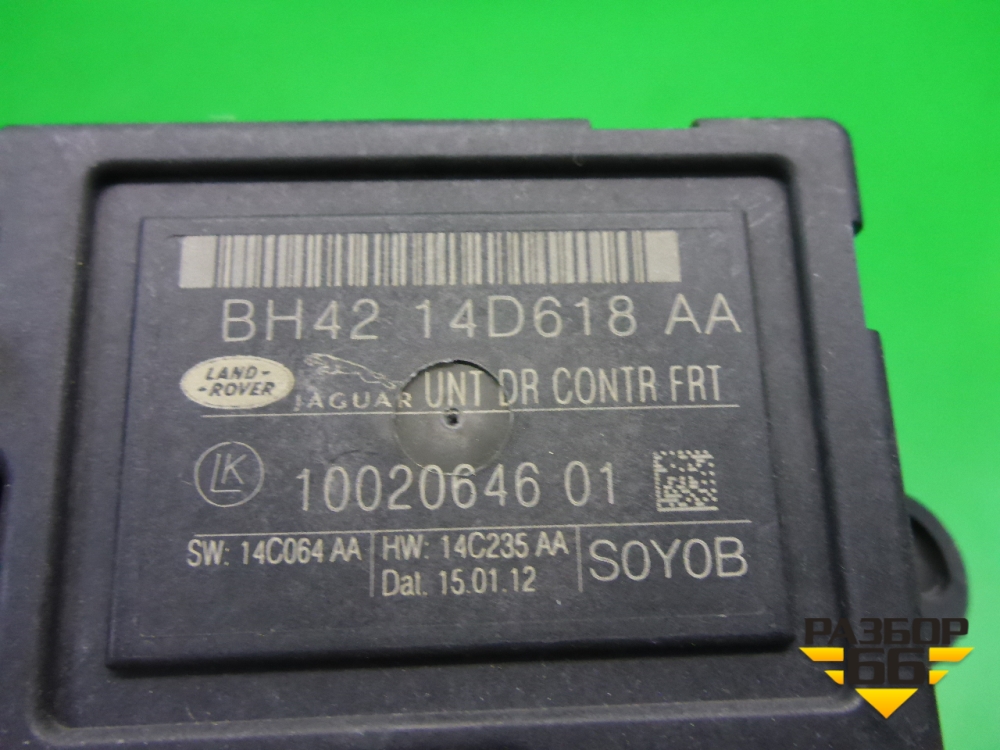 BH42 14D618 AA
LAND-
-ROVER
JAGUAR UNT DR CONTR FRT
LK 10020646 01
SW: 14C064 AA HW: 14C235 AA S0Y0B
Dat. 15.01.12
РАЗБОР
66